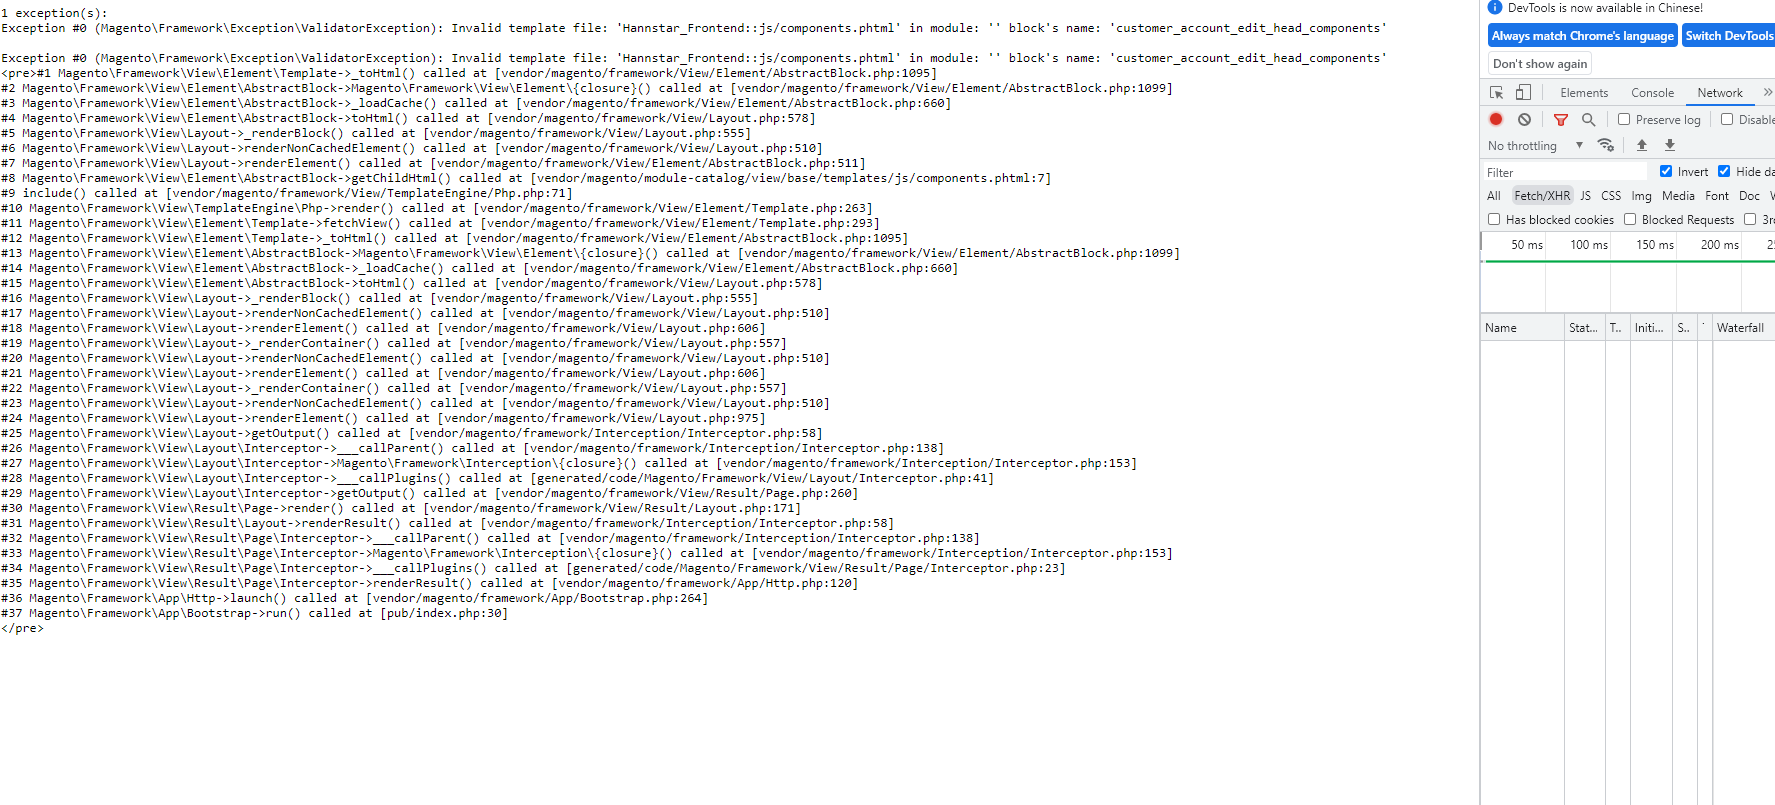 1 exception(s):
Exception #0 (Magento\Framework\Exception\ValidatorException): Invalid template file: 'Hannstar_Frontend::js/components.phtml' in module: '' block's name: 'customer_account_edit_head_components'
Exception #0 (Magento\Framework\Exception\ValidatorException): Invalid template file: 'Hannstar_Frontend::js/components.phtml' in module: '' block's name: 'customer_account_edit_head_components'
<pre>#1 Magento\Framework\View\Element\Template->_toHtml() called at [vendor/magento/framework/View/Element/AbstractBlock.php:1095]
#2 Magento\Framework\View\Element\AbstractBlock->Magento\Framework\View\Element\{closure}() called at [vendor/magento/framework/View/Element/AbstractBlock.php:1099]
#3 Magento\Framework\View\Element\AbstractBlock->_loadCache() called at [vendor/magento/framework/View/Element/AbstractBlock.php:660]
#4 Magento\Framework\View\Element\AbstractBlock->toHtml() called at [vendor/magento/framework/View/Layout.php:578]
#5 Magento\Framework\View\Layout->_renderBlock() called at [vendor/magento/framework/View/Layout.php:555]
#6 Magento\Framework\View\Layout->renderNonCachedElement() called at [vendor/magento/framework/View/Layout.php:510]
#7 Magento\Framework\View\Layout->renderElement() called at [vendor/magento/framework/View/Element/AbstractBlock.php:511]
#8 Magento\Framework\View\Element\AbstractBlock->getChildHtml() called at [vendor/magento/module-catalog/view/base/templates/js/components.phtml:7]
#9 include() called at [vendor/magento/framework/View/TemplateEngine/Php.php:71]
#10 Magento\Framework\View\TemplateEngine\Php->render() called at [vendor/magento/framework/View/Element/Template.php:263]
#11 Magento\Framework\View\Element\Template->fetchView() called at [vendor/magento/framework/View/Element/Template.php:293]
#12 Magento\Framework\View\Element\Template->_toHtml() called at [vendor/magento/framework/View/Element/AbstractBlock.php:1095]
#13 Magento\Framework\View\Element\AbstractBlock->Magento\Framework\View\Element\{closure}() called at [vendor/magento/framework/View/Element/AbstractBlock.php:1099]
#14 Magento\Framework\View\Element\AbstractBlock->_loadCache() called at [vendor/magento/framework/View/Element/AbstractBlock.php:660]
#15 Magento\Framework\View\Element\AbstractBlock->toHtml() called at [vendor/magento/framework/View/Layout.php:578]
#16 Magento\Framework\View\Layout->_renderBlock() called at [vendor/magento/framework/View/Layout.php:555]
#17 Magento\Framework\View\Layout->renderNonCachedElement() called at [vendor/magento/framework/View/Layout.php:510]
#18 Magento\Framework\View\Layout->renderElement() called at [vendor/magento/framework/View/Layout.php:606]
#19 Magento\Framework\View\Layout->_renderContainer() called at [vendor/magento/framework/View/Layout.php:557]
#20 Magento\Framework\View\Layout->renderNonCachedElement() called at [vendor/magento/framework/View/Layout.php:510]
#21 Magento\Framework\View\Layout->renderElement() called at [vendor/magento/framework/View/Layout.php:606]
#22 Magento\Framework\View\Layout->_renderContainer() called at [vendor/magento/framework/View/Layout.php:557]
#23 Magento\Framework\View\Layout->renderNonCachedElement() called at [vendor/magento/framework/View/Layout.php:510]
#24 Magento\Framework\View\Layout->renderElement() called at [vendor/magento/framework/View/Layout.php:975]
#25 Magento\Framework\View\Layout->getOutput() called at [vendor/magento/framework/Interception/Interceptor.php:58]
#26 Magento\Framework\View\Layout\Interceptor->___callParent() called at [vendor/magento/framework/Interception/Interceptor.php:138]
#27 Magento\Framework\View\Layout\Interceptor->Magento\Framework\Interception\{closure}() called at [vendor/magento/framework/Interception/Interceptor.php:153]
#28 Magento\Framework\View\Layout\Interceptor->___callPlugins() called at [generated/code/Magento/Framework/View/Layout/Interceptor.php:41]
#29 Magento\Framework\View\Layout\Interceptor->getOutput() called at [vendor/magento/framework/View/Result/Page.php:260]
#30 Magento\Framework\View\Result\Page->render() called at [vendor/magento/framework/View/Result/Layout.php:171]
#31 Magento\Framework\View\Result\Layout->renderResult() called at [vendor/magento/framework/Interception/Interceptor.php:58]
#32 Magento\Framework\View\Result\Page\Interceptor->___callParent() called at [vendor/magento/framework/Interception/Interceptor.php:138]
#33 Magento\Framework\View\Result\Page\Interceptor->Magento\Framework\Interception\{closure}() called at [vendor/magento/framework/Interception/Interceptor.php:153]
#34 Magento\Framework\View\Result\Page\Interceptor->___callPlugins() called at [generated/code/Magento/Framework/View/Result/Page/Interceptor.php:23]
#35 Magento\Framework\View\Result\Page\Interceptor->renderResult() called at [vendor/magento/framework/App/Http.php:120]
#36 Magento\Framework\App\Http->launch() called at [vendor/magento/framework/App/Bootstrap.php:264]
#37 Magento\Framework\App\Bootstrap->run() called at [pub/index.php:30]
</pre>
DevTools is now available in Chinese!
Always match Chrome's language Switch DevTools
Don't show again
Elements Console Network »
Preserve log Disable
No throttling
Filter Invert Hide da
All Fetch/XHR JS CSS Img Media Font Doc
Has blocked cookies Blocked Requests 3r
50 ms 100 ms 150 ms 200 ms 2
Name Stat... T.. Initi... S.. Waterfall